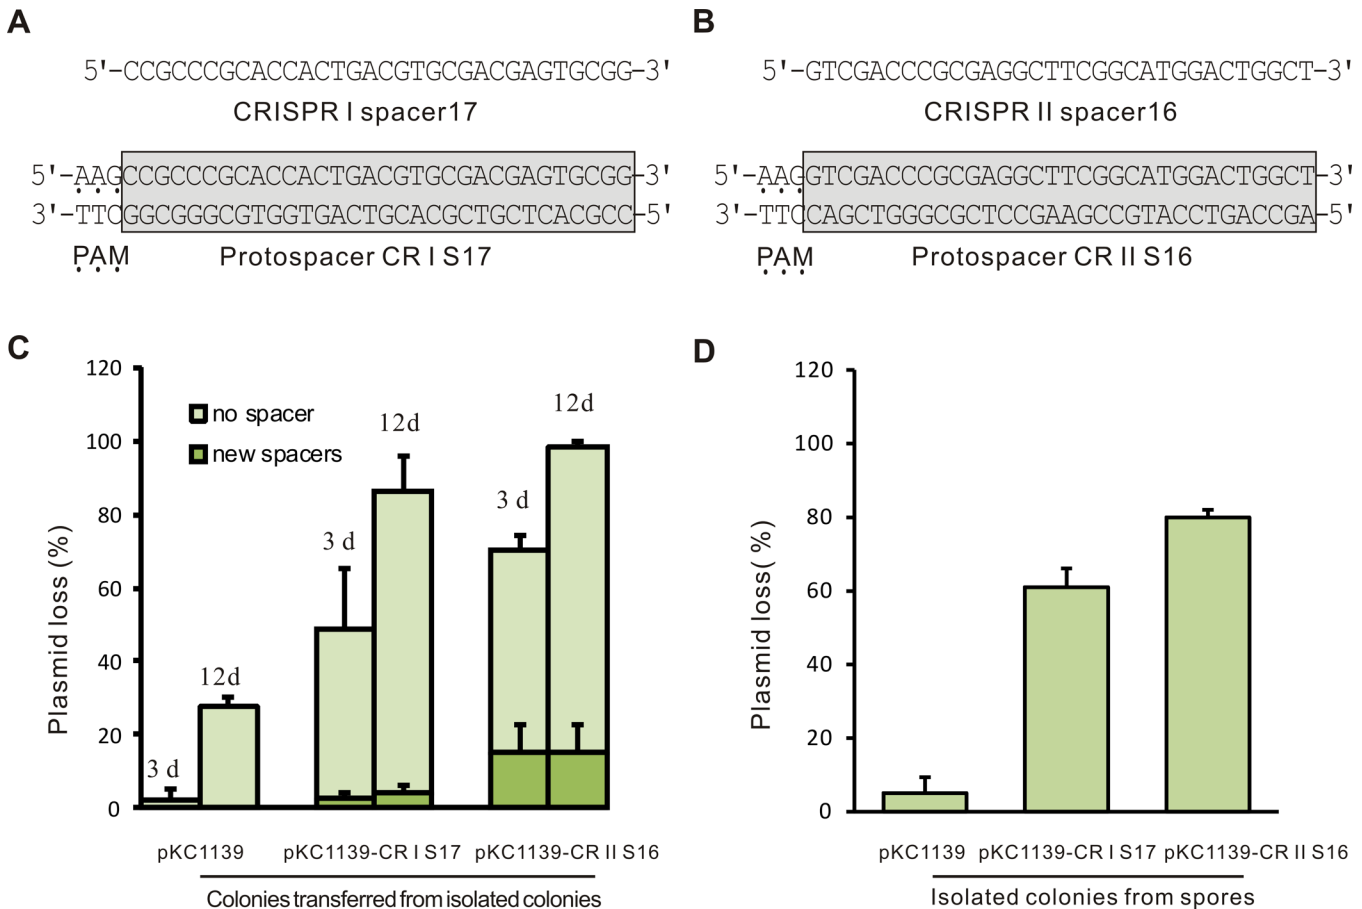 A
5'-CCGCCCGCACCACTGACGTGCGACGAGTGCGG-3'
CRISPR I spacer17
5'-AAGCCGCCCGCACCACTGACGTGCGACGAGTGCGG-3'
3'-TTCGGCGGGCGTGGTGACTGCACGCTGCTCACGCC-5'
PAM
Protospacer CR I S17
B
5'-GTCGACCCGCGAGGCTTCGGCATGGACTGGCT-3'
CRISPR II spacer16
5'-AAGGTCGACCCGCGAGGCTTCGGCATGGACTGGCT-3'
3'-TTCCAGCTGGGCGCTCCGAAGCCGTACCTGACCGA-5'
PAM
Protospacer CR II S16
C
Plasmid loss (%)
120
100
80
60
40
20
0
no spacer
new spacers
3 d
12d
3 d
12d
3 d
12d
pKC1139
pKC1139-CR I S17
pKC1139-CR II S16
Colonies transferred from isolated colonies
D
Plasmid loss( %)
120
100
80
60
40
20
0
pKC1139
pKC1139-CR I S17
pKC1139-CR II S16
Isolated colonies from spores